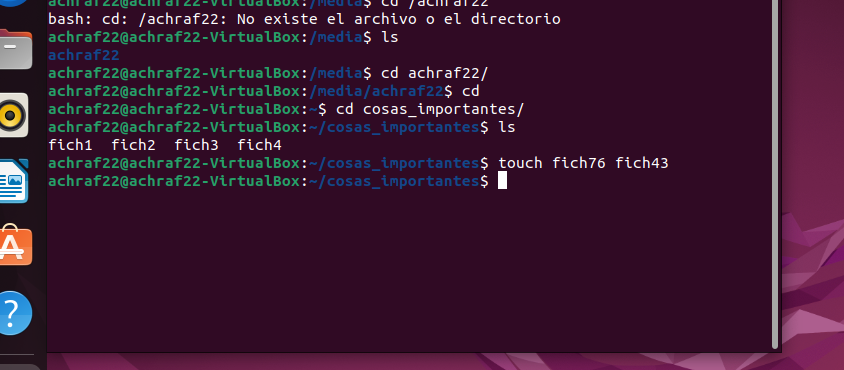 achraf22@achraf22-VirtualBox:/media$ cd /achraf22
bash: cd: /achraf22: No existe el archivo o el directorio
achraf22@achraf22-VirtualBox:/media$ ls
achraf22
achraf22@achraf22-VirtualBox:/media$ cd achraf22/
achraf22@achraf22-VirtualBox:/media/achraf22$ cd
achraf22@achraf22-VirtualBox:~$ cd cosas_importantes/
achraf22@achraf22-VirtualBox:~/cosas_importantes$ ls
fich1  fich2  fich3  fich4
achraf22@achraf22-VirtualBox:~/cosas_importantes$ touch fich76 fich43
achraf22@achraf22-VirtualBox:~/cosas_importantes$